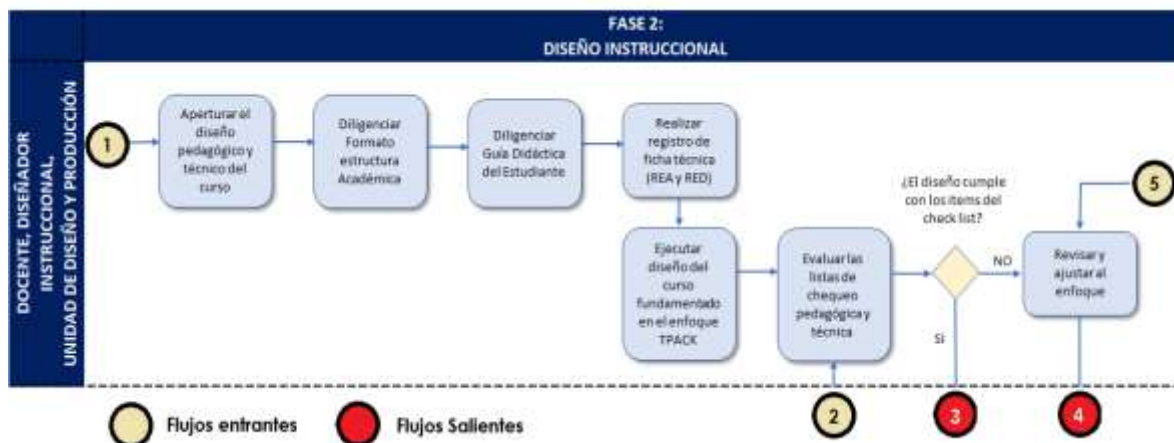 FASE 2:
DISEÑO INSTRUCCIONAL
DOCENTE, DISEÑADOR
INSTRUCCIONAL,
UNIDAD DE DISEÑO Y PRODUCCIÓN
1
Aperturar el
diseño
pedagógico y
técnico del
curso
Diligenciar
Formato
estructura
Académica
Diligenciar
Guía Didáctica
del Estudiante
Realizar
registro de
ficha técnica
(REA y RED)
Ejecutar
diseño del
curso
fundamentado
en el enfoque
TPACK
Evaluar las
listas de
chequeo
pedagógica y
técnica
¿El diseño cumple
con los items del
check list?
NO
SI
Revisar y
ajustar al
enfoque
5
2
3
4
Flujos entrantes
Flujos Salientes